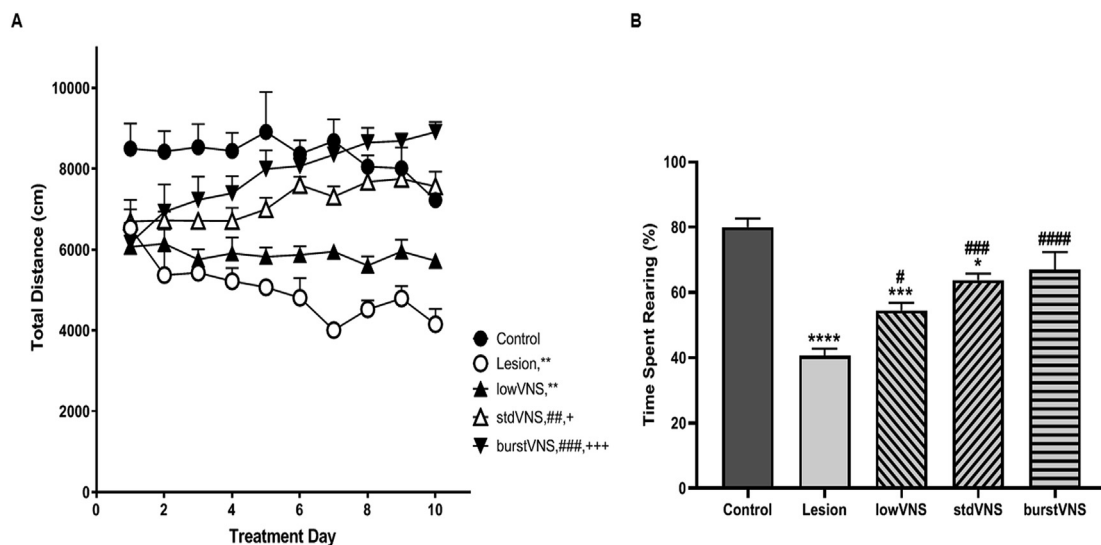 A
Total Distance (cm)
10000
8000
6000
4000
2000
0
0 2 4 6 8 10
Treatment Day
Control
Lesion,**
lowVNS,**
stdVNS,##,+
burstVNS,###,+++
B
Time Spent Rearing (%)
100
80
60
40
20
0
****
#
***
###
*
####
Control Lesion lowVNS stdVNS burstVNS